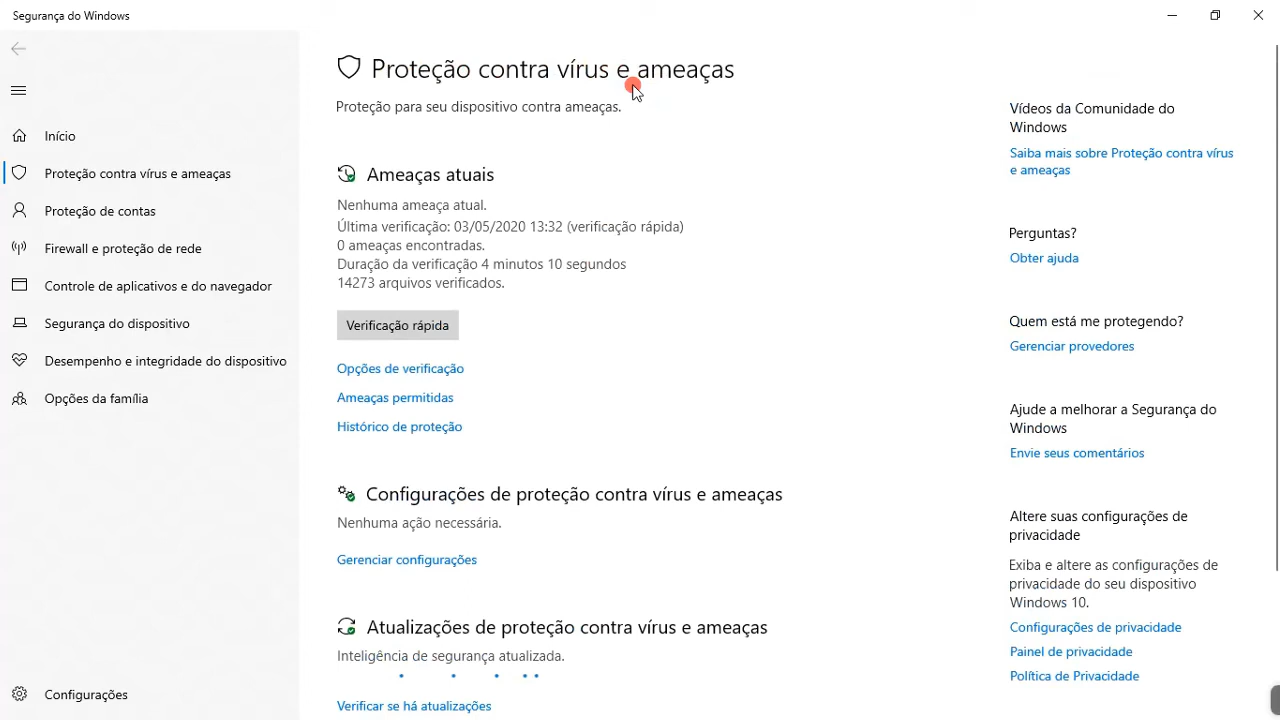 Segurança do Windows
Início
Proteção contra vírus e ameaças
Proteção de contas
Firewall e proteção de rede
Controle de aplicativos e do navegador
Segurança do dispositivo
Desempenho e integridade do dispositivo
Opções da família
Configurações
Proteção contra vírus e ameaças
Proteção para seu dispositivo contra ameaças.
Ameaças atuais
Nenhuma ameaça atual.
Última verificação: 03/05/2020 13:32 (verificação rápida)
0 ameaças encontradas.
Duração da verificação 4 minutos 10 segundos
14273 arquivos verificados.
Verificação rápida
Opções de verificação
Ameaças permitidas
Histórico de proteção
Configurações de proteção contra vírus e ameaças
Nenhuma ação necessária.
Gerenciar configurações
Atualizações de proteção contra vírus e ameaças
Inteligência de segurança atualizada.
Verificar se há atualizações
Vídeos da Comunidade do
Windows
Saiba mais sobre Proteção contra vírus
e ameaças
Perguntas?
Obter ajuda
Quem está me protegendo?
Gerenciar provedores
Ajude a melhorar a Segurança do
Windows
Envie seus comentários
Altere suas configurações de
privacidade
Exiba e altere as configurações de
privacidade do seu dispositivo
Windows 10.
Configurações de privacidade
Painel de privacidade
Política de Privacidade